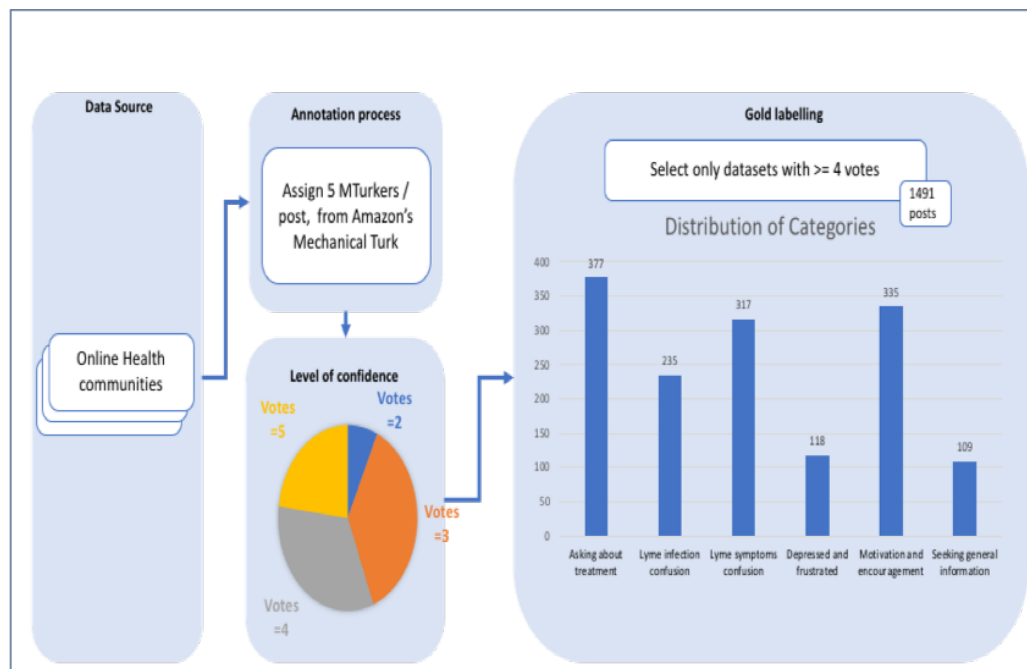 Data Source
Online Health
communities
Annotation process
Assign 5 MTurkers /
post, from Amazon's
Mechanical Turk
Level of confidence
Votes
=2
Votes
=3
Votes
=4
Votes
=5
Gold labelling
Select only datasets with >= 4 votes
1491
posts
Distribution of Categories
400
350
300
250
200
150
100
50
0
377
235
317
118
335
109
Asking about
treatment
Lyme infection
confusion
Lyme symptoms
confusion
Depressed and
frustrated
Motivation and
encouragement
Seeking general
information